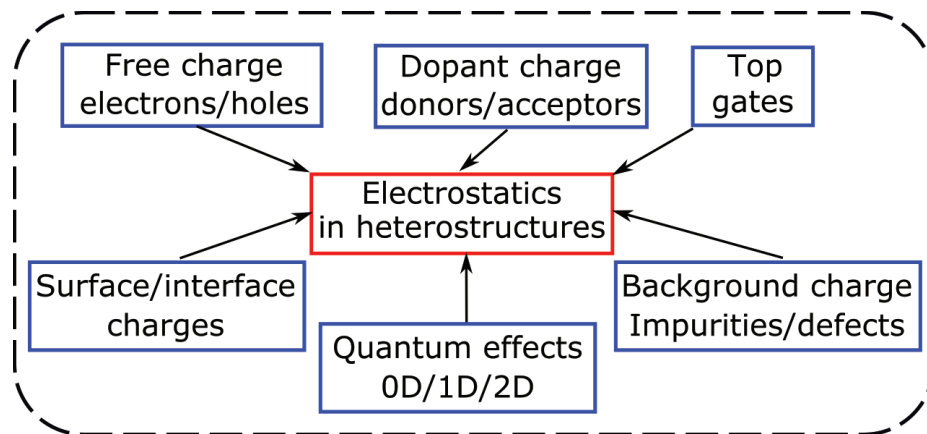 Free charge
electrons/holes
Dopant charge
donors/acceptors
Top
gates
Electrostatics
in heterostructures
Surface/interface
charges
Quantum effects
0D/1D/2D
Background charge
Impurities/defects